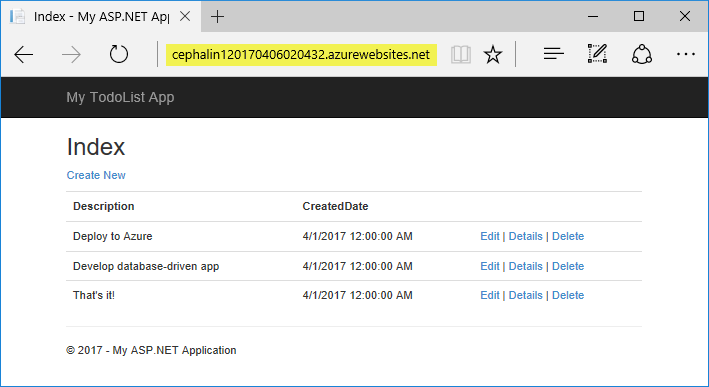 Index - My ASP.NET App
cephalin120170406020432.azurewebsites.net
My TodoList App
Index
Create New
Description CreatedDate
Deploy to Azure 4/1/2017 12:00:00 AM Edit | Details | Delete
Develop database-driven app 4/1/2017 12:00:00 AM Edit | Details | Delete
That's it! 4/1/2017 12:00:00 AM Edit | Details | Delete
© 2017 - My ASP.NET Application